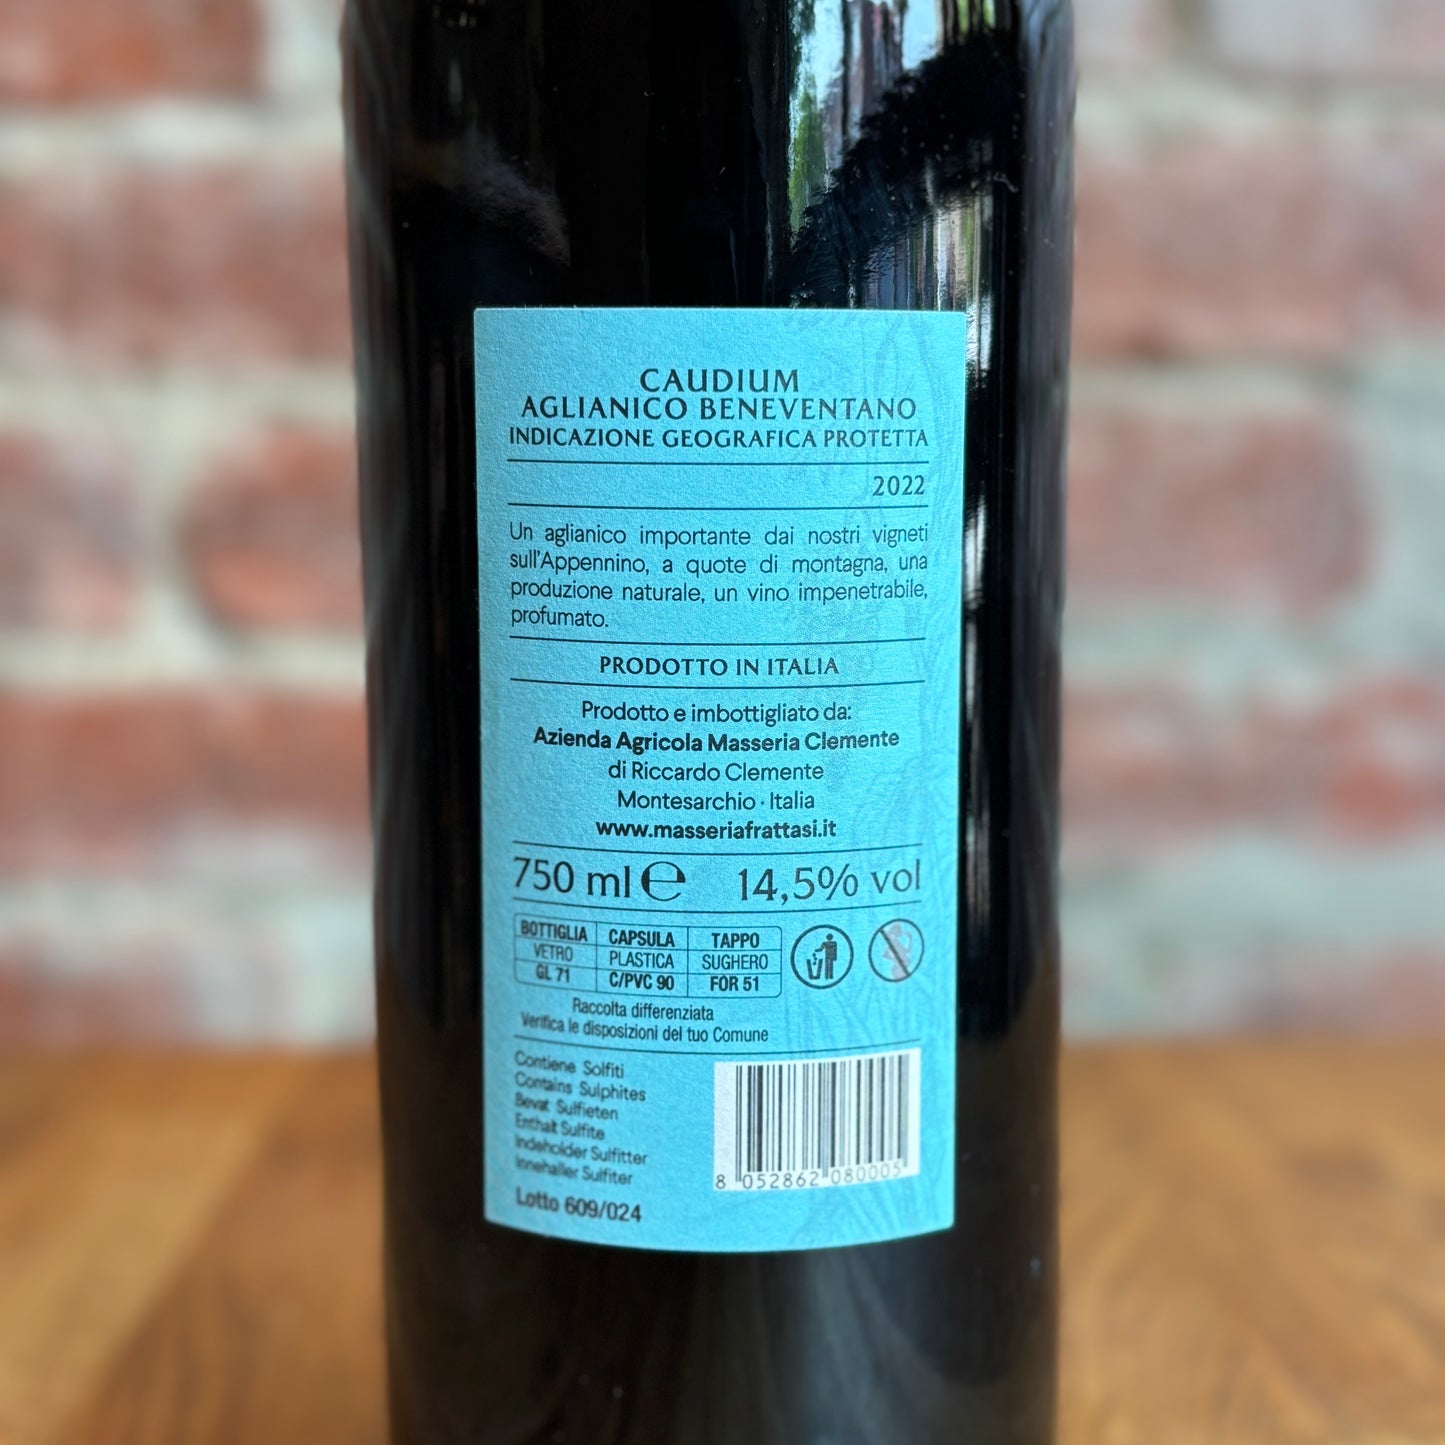 CAUDIUM
AGLIANICO BENEVENTANO
INDICAZIONE GEOGRAFICA PROTETTA
2022
Un aglianico importante dai nostri vigneti
sull'Appennino, a quote di montagna, una
produzione naturale, un vino impenetrabile,
profumato.
PRODOTTO IN ITALIA
Prodotto e imbottigliato da:
Azienda Agricola Masseria Clemente
di Riccardo Clemente
Montesarchio · Italia
www.masseriafrattasi.it
750 ml ℮ 14,5% vol
BOTTIGLIA CAPSULA TAPPO
VETRO PLASTICA SUGHERO
GL 71 C/PVC 90 FOR 51
Raccolta differenziata
Verifica le disposizioni del tuo Comune
Contiene Solfiti
Contains Sulphites
Bevat Sulfieten
Enthalt Sulfite
Indeholder Sulfitter
Innehaller Sulfiter
Lotto 609/024
8 052862 080005